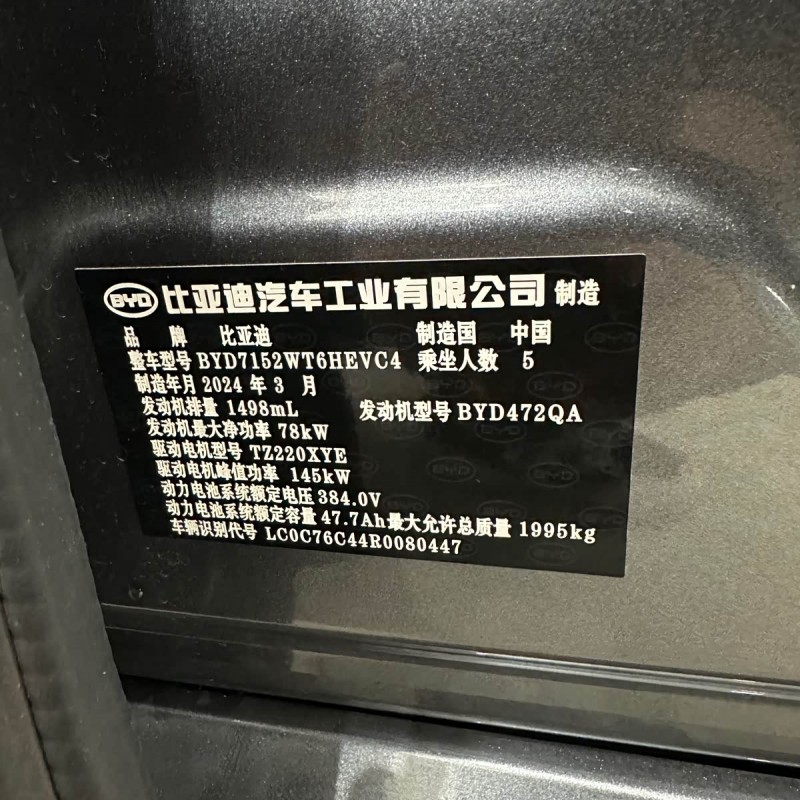 BYD 比亚迪汽车工业有限公司 制造
品 牌 比亚迪 制造国 中国
整车型号 BYD7152WT6HEVC4 乘坐人数 5
制造年月 2024 年 3 月
发动机排量 1498mL 发动机型号 BYD472QA
发动机最大净功率 78kW
驱动电机型号 TZ220XYE
驱动电机峰值功率 145kW
动力电池系统额定电压 384.0V
动力电池系统额定容量 47.7Ah 最大允许总质量 1995kg
车辆识别代号 LC0C76C44R0080447